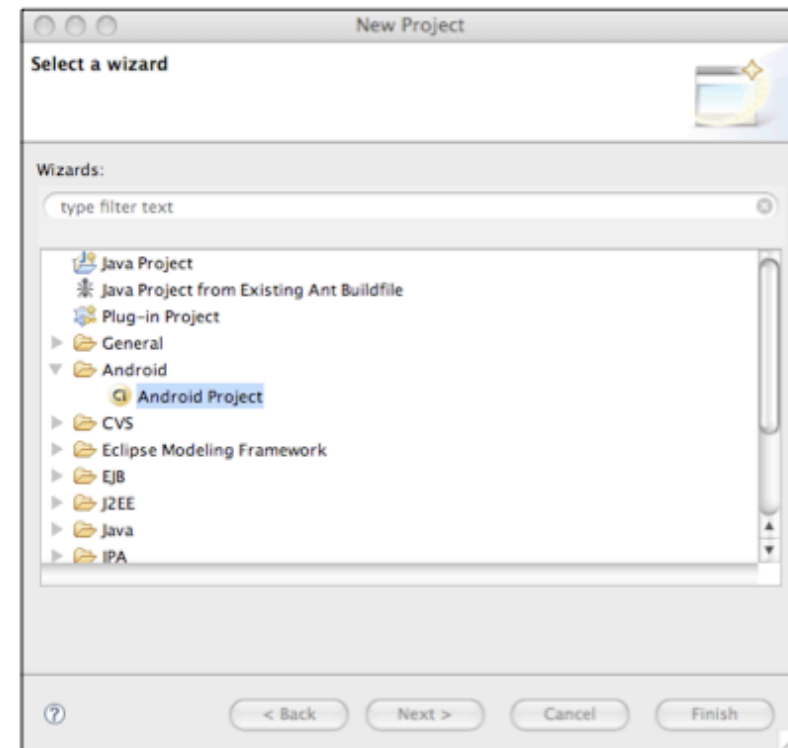 New Project
Select a wizard
Wizards:
type filter text
Java Project
Java Project from Existing Ant Buildfile
Plug-in Project
General
Android
Android Project
CVS
Eclipse Modeling Framework
EJB
J2EE
Java
JPA
< Back
Next >
Cancel
Finish